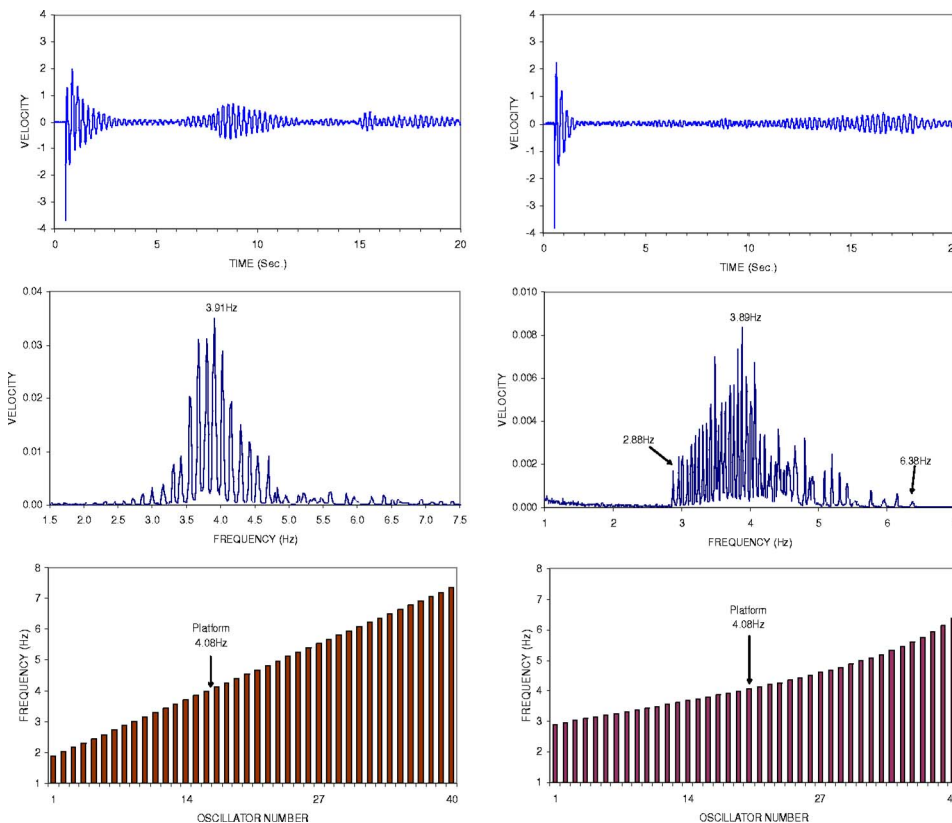 4
3
2
1
0
-1
-2
-3
-4
VELOCITY
0 5 10 15 20
TIME (Sec.)
4
3
2
1
0
-1
-2
-3
-4
VELOCITY
0 5 10 15
TIME (Sec.)
0.04
0.03
0.02
0.01
0.00
VELOCITY
3.91Hz
1.5 2.5 3.0 3.5 4.0 4.5 5.0 5.5 6.0 6.5 7.0 7.5
FREQUENCY (Hz)
0.010
0.008
0.006
0.004
0.002
0.000
VELOCITY
3.89Hz
2.88Hz
6.38Hz
1 2 3 4 5 6
FREQUENCY (Hz)
8
7
6
5
4
3
2
1
FREQUENCY (Hz)
Platform
4.08Hz
1 14 27 40
OSCILLATOR NUMBER
8
7
6
5
4
3
2
1
FREQUENCY (Hz)
Platform
4.08Hz
1 14 27
OSCILLATOR NUMBER